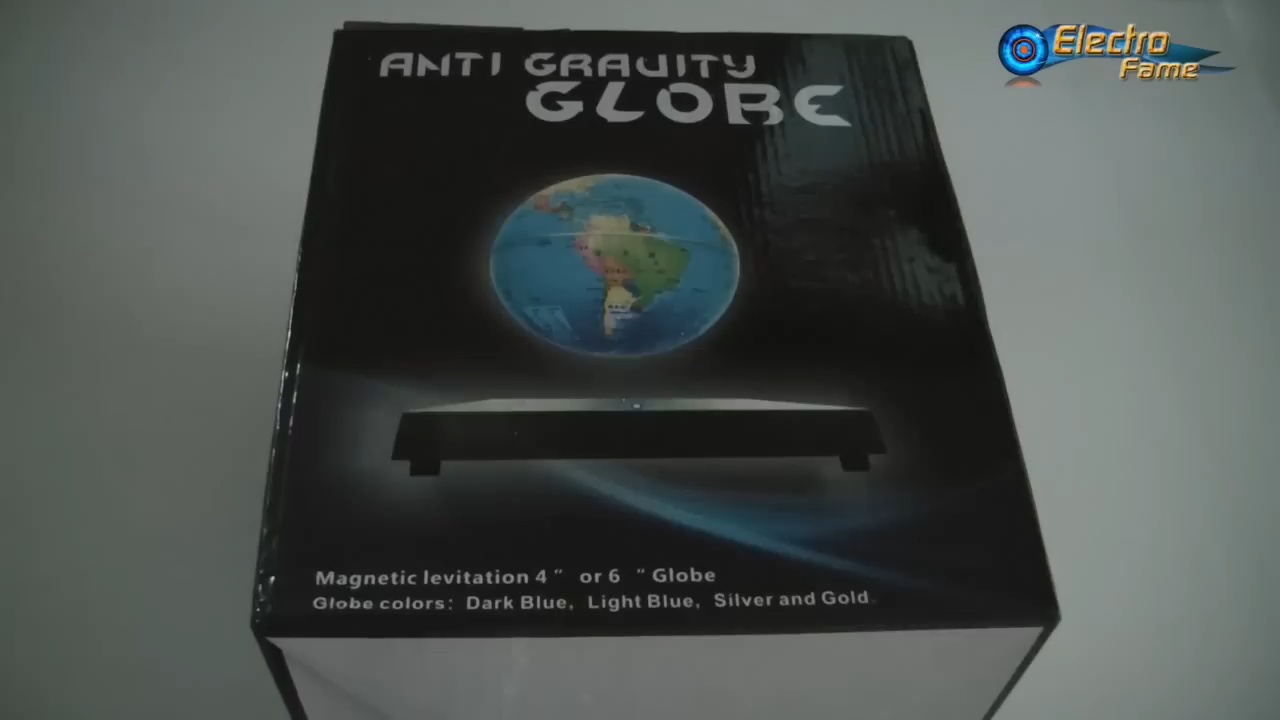 ANTI GRAVITY
GLOBE
Electro
Fame
Magnetic levitation 4 " or 6 " Globe
Globe colors: Dark Blue, Light Blue, Silver and Gold.